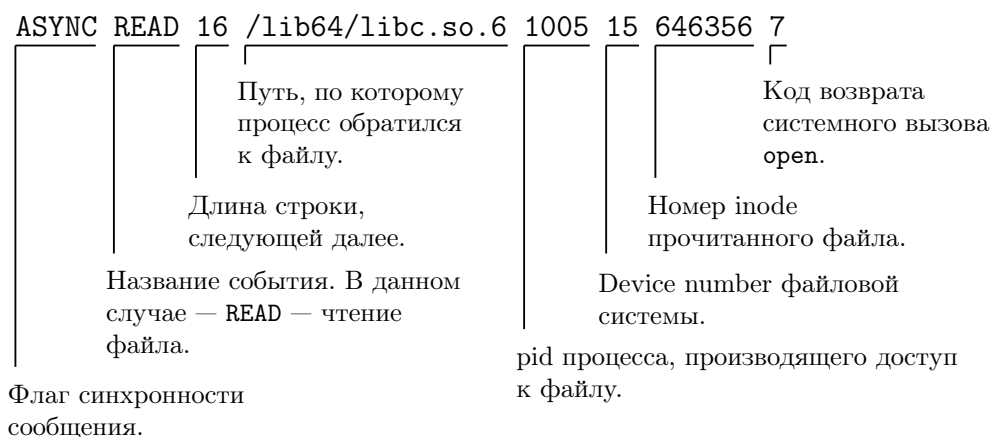 ASYNC READ 16 /lib64/libc.so.6 1005 15 646356 7
Путь, по которому
процесс обратился
к файлу.
Код возврата
системного вызова
open.
Длина строки,
следующей далее.
Номер inode
прочитанного файла.
Название события. В данном
случае — READ — чтение
файла.
Device number файловой
системы.
pid процесса, производящего доступ
к файлу.
Флаг синхронности
сообщения.